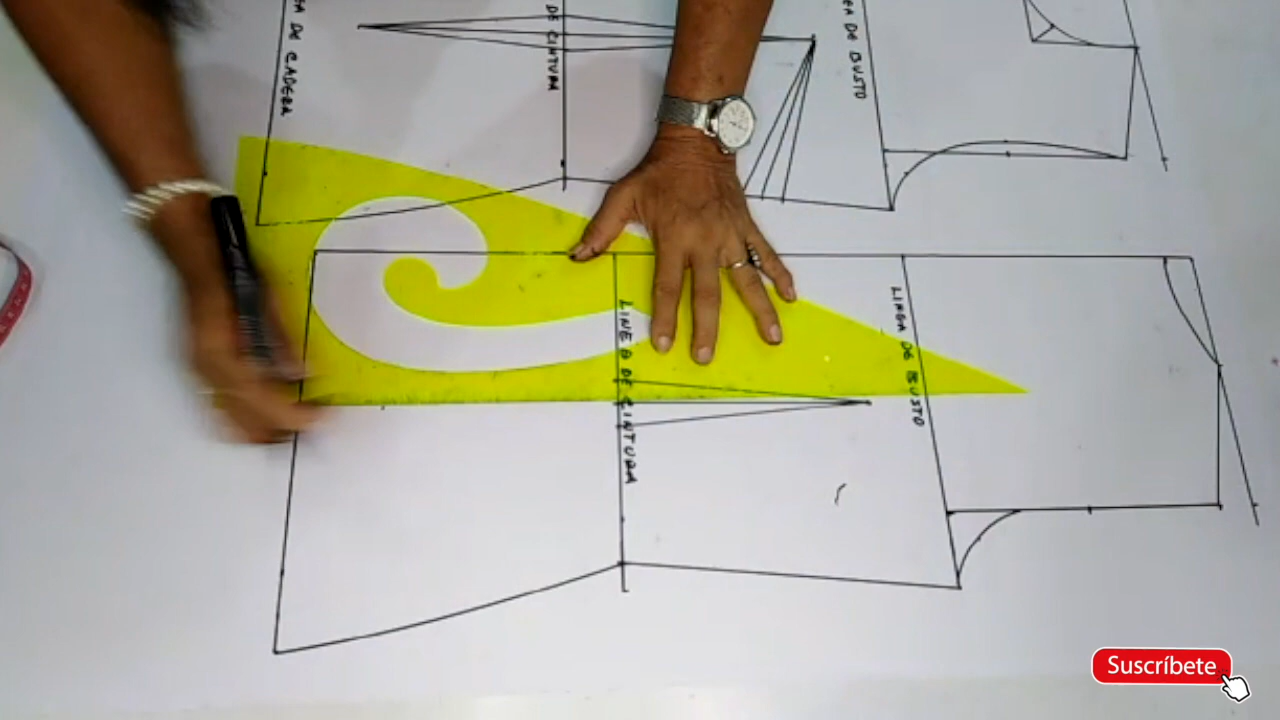 A DE CADERA
DE CINTURA
A DE BUSTO
LINEA DE CINTURA
LINEA DE BUSTO
Suscríbete